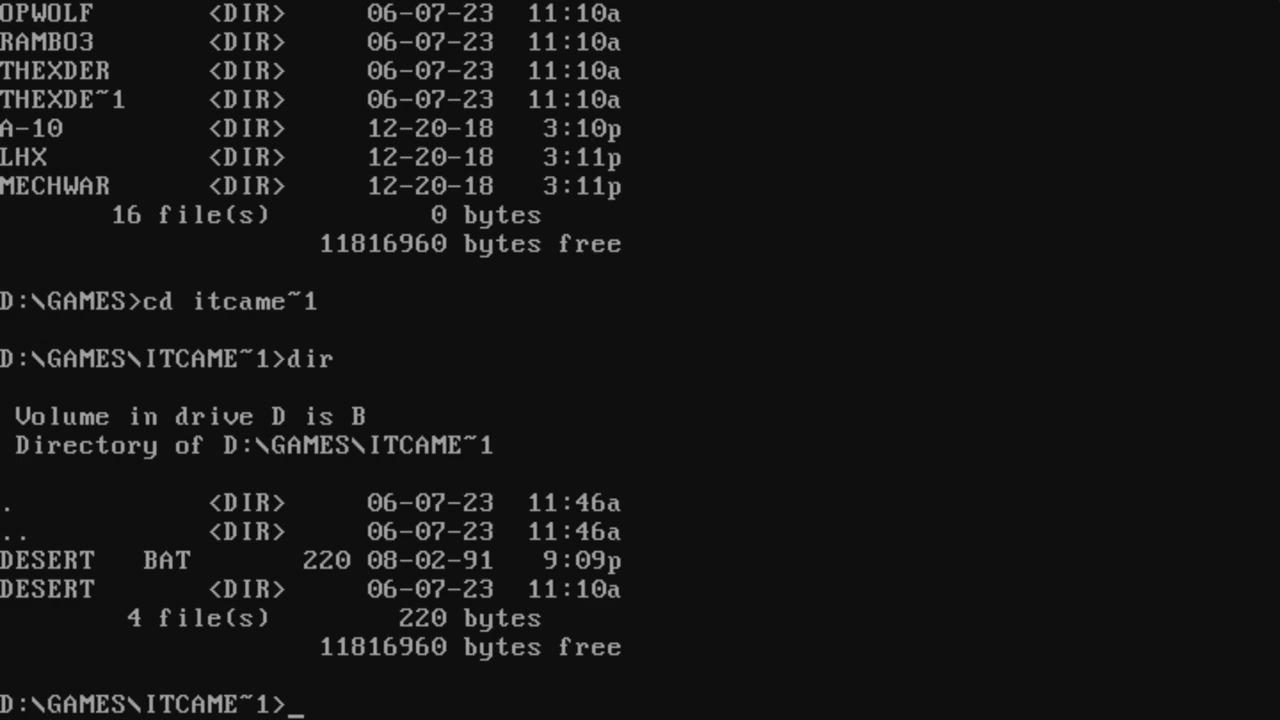 OPWOLF <DIR> 06-07-23 11:10a
RAMBO3 <DIR> 06-07-23 11:10a
THEXDER <DIR> 06-07-23 11:10a
THEXDE~1 <DIR> 06-07-23 11:10a
A-10 <DIR> 12-20-18 3:10p
LHX <DIR> 12-20-18 3:11p
MECHWAR <DIR> 12-20-18 3:11p
16 file(s) 0 bytes
11816960 bytes free
D:\GAMES>cd itcame~1
D:\GAMES\ITCAME~1>dir
Volume in drive D is B
Directory of D:\GAMES\ITCAME~1
. <DIR> 06-07-23 11:46a
.. <DIR> 06-07-23 11:46a
DESERT BAT 220 08-02-91 9:09p
DESERT <DIR> 06-07-23 11:10a
4 file(s) 220 bytes
11816960 bytes free
D:\GAMES\ITCAME~1>_